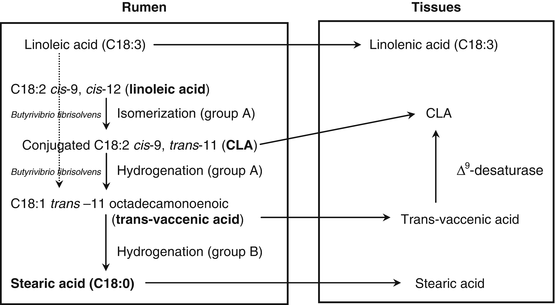 Rumen
Tissues
Linoleic acid (C18:3)
Linolenic acid (C18:3)
C18:2 cis-9, cis-12 (linoleic acid)
Butyrivibrio fibrisolvens
Isomerization (group A)
CLA
Conjugated C18:2 cis-9, trans-11 (CLA)
Butyrivibrio fibrisolvens
Hydrogenation (group A)
Δ9-desaturase
C18:1 trans –11 octadecamonoenoic
(trans-vaccenic acid)
Trans-vaccenic acid
Hydrogenation (group B)
Stearic acid (C18:0)
Stearic acid